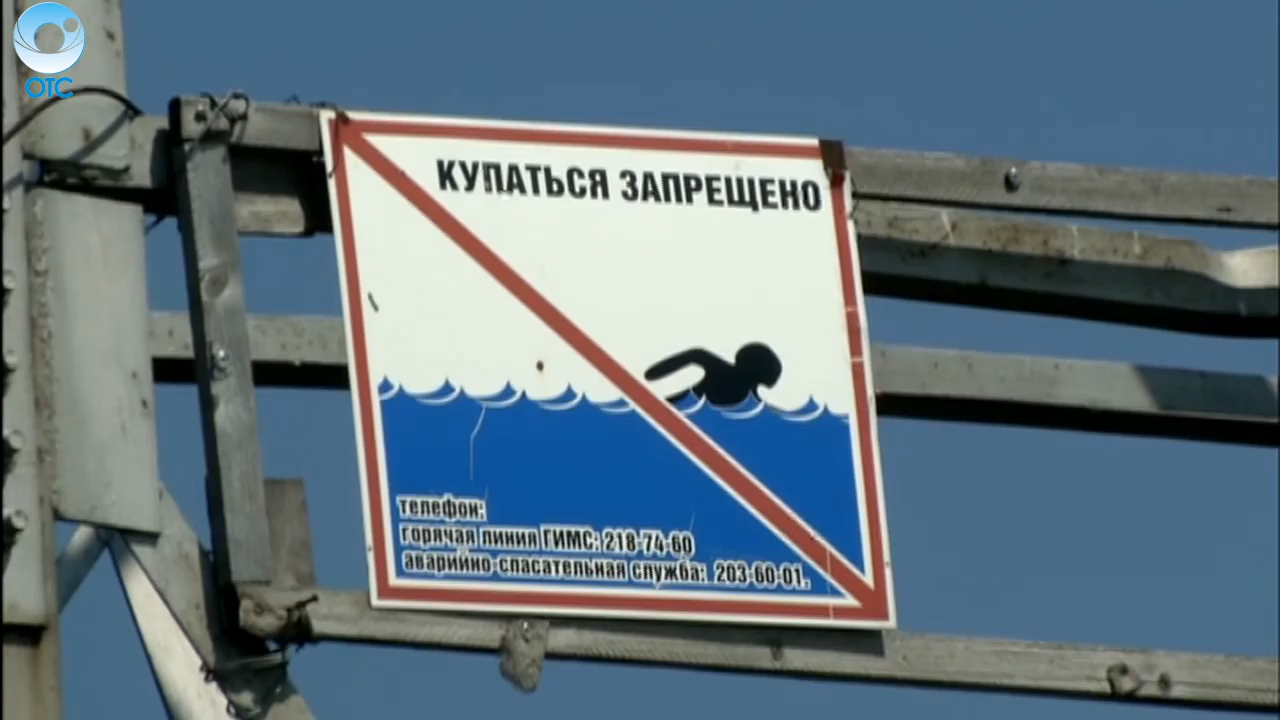 ОТС
КУПАТЬСЯ ЗАПРЕЩЕНО
телефон:
горячая линия ГИМС: 218-74-60
аварийно-спасательная служба: 203-60-01.